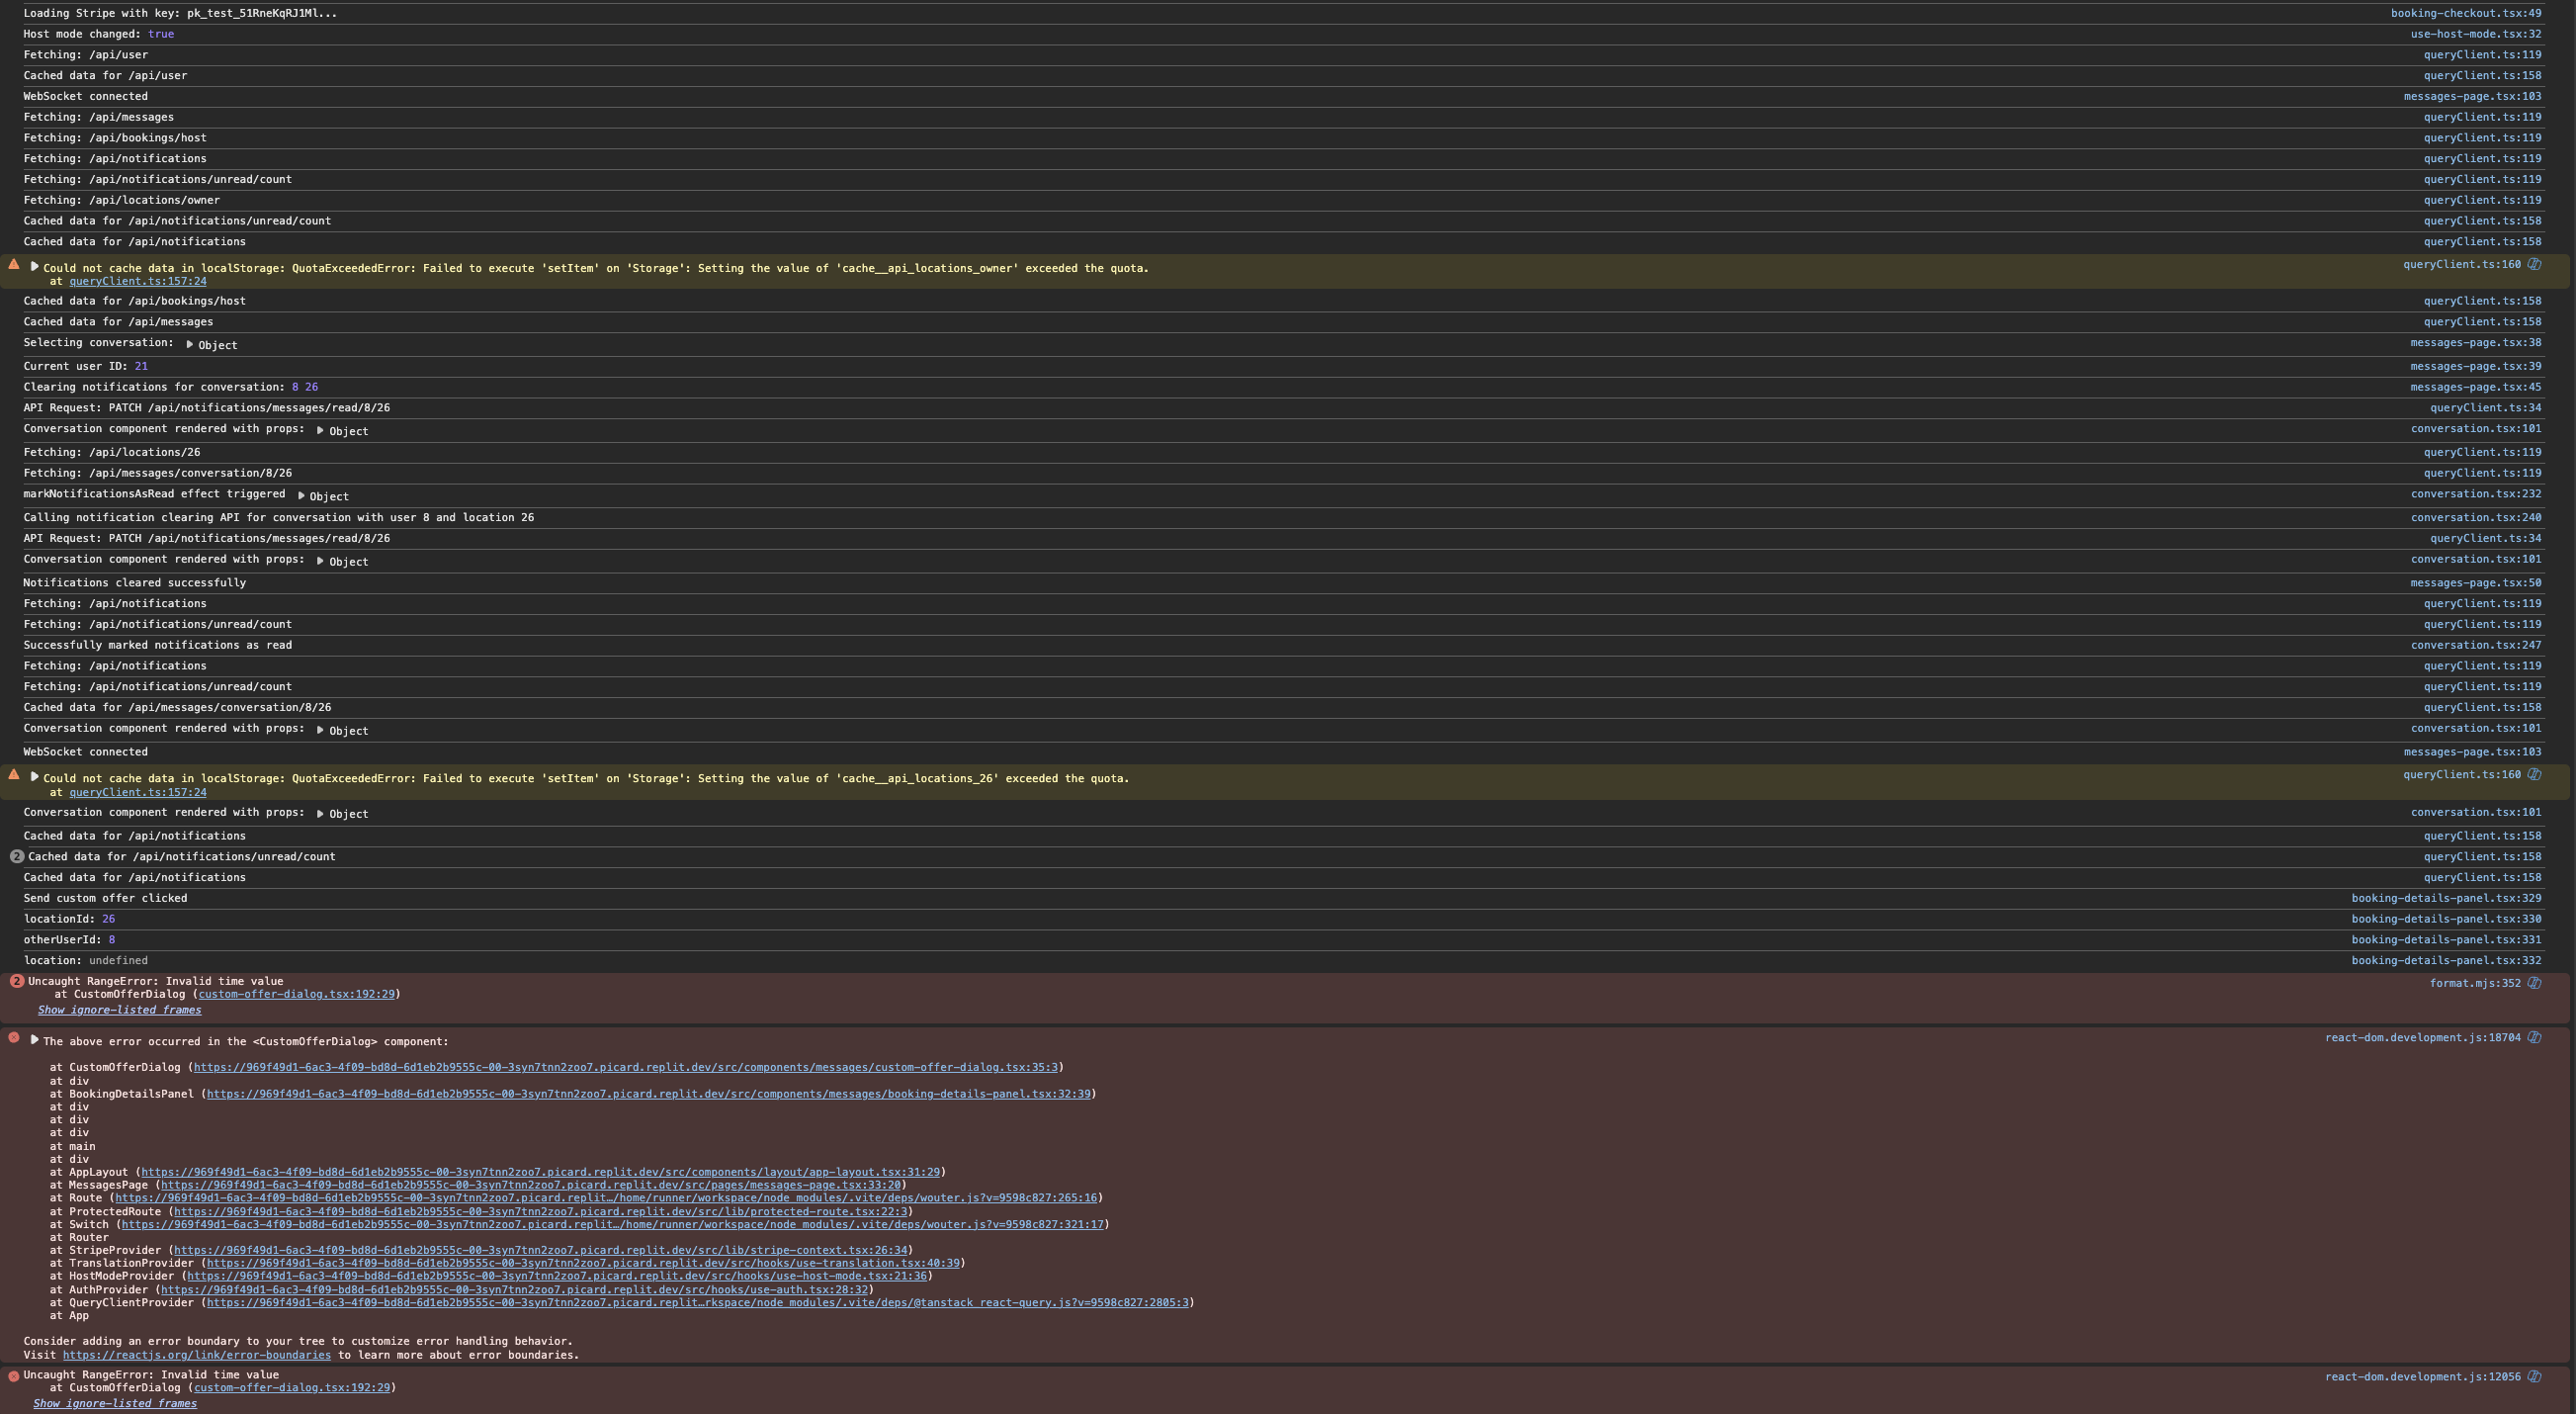 Loading Stripe with key: pk_test_51RneKqRJ1Ml... booking-checkout.tsx:49
Host mode changed: true use-host-mode.tsx:32
Fetching: /api/user queryClient.ts:119
Cached data for /api/user queryClient.ts:158
WebSocket connected messages-page.tsx:103
Fetching: /api/messages queryClient.ts:119
Fetching: /api/bookings/host queryClient.ts:119
Fetching: /api/notifications queryClient.ts:119
Fetching: /api/notifications/unread/count queryClient.ts:119
Fetching: /api/locations/owner queryClient.ts:119
Cached data for /api/notifications/unread/count queryClient.ts:158
Cached data for /api/notifications queryClient.ts:158
Could not cache data in localStorage: QuotaExceededError: Failed to execute 'setItem' on 'Storage': Setting the value of 'cache__api_locations_owner' exceeded the quota. queryClient.ts:160
at queryClient.ts:157:24
Cached data for /api/bookings/host queryClient.ts:158
Cached data for /api/messages queryClient.ts:158
Selecting conversation: Object messages-page.tsx:38
Current user ID: 21 messages-page.tsx:39
Clearing notifications for conversation: 8 26 messages-page.tsx:45
API Request: PATCH /api/notifications/messages/read/8/26 queryClient.ts:34
Conversation component rendered with props: Object conversation.tsx:101
Fetching: /api/locations/26 queryClient.ts:119
Fetching: /api/messages/conversation/8/26 queryClient.ts:119
markNotificationsAsRead effect triggered Object conversation.tsx:232
Calling notification clearing API for conversation with user 8 and location 26 conversation.tsx:240
API Request: PATCH /api/notifications/messages/read/8/26 queryClient.ts:34
Conversation component rendered with props: Object conversation.tsx:101
Notifications cleared successfully messages-page.tsx:50
Fetching: /api/notifications queryClient.ts:119
Fetching: /api/notifications/unread/count queryClient.ts:119
Successfully marked notifications as read conversation.tsx:247
Fetching: /api/notifications queryClient.ts:119
Fetching: /api/notifications/unread/count queryClient.ts:119
Cached data for /api/messages/conversation/8/26 queryClient.ts:158
Conversation component rendered with props: Object conversation.tsx:101
WebSocket connected messages-page.tsx:103
Could not cache data in localStorage: QuotaExceededError: Failed to execute 'setItem' on 'Storage': Setting the value of 'cache__api_locations_26' exceeded the quota. queryClient.ts:160
at queryClient.ts:157:24
Conversation component rendered with props: Object conversation.tsx:101
Cached data for /api/notifications queryClient.ts:158
2 Cached data for /api/notifications/unread/count queryClient.ts:158
Cached data for /api/notifications queryClient.ts:158
Send custom offer clicked booking-details-panel.tsx:329
locationId: 26 booking-details-panel.tsx:330
otherUserId: 8 booking-details-panel.tsx:331
location: undefined booking-details-panel.tsx:332
2 Uncaught RangeError: Invalid time value format.mjs:352
at CustomOfferDialog (custom-offer-dialog.tsx:192:29)
Show ignore-listed frames
The above error occurred in the <CustomOfferDialog> component: react-dom.development.js:18704
at CustomOfferDialog (https://969f49d1-6ac3-4f09-bd8d-6d1eb2b9555c-00-3syn7tnn2zoo7.picard.replit.dev/src/components/messages/custom-offer-dialog.tsx:35:3)
at div
at BookingDetailsPanel (https://969f49d1-6ac3-4f09-bd8d-6d1eb2b9555c-00-3syn7tnn2zoo7.picard.replit.dev/src/components/messages/booking-details-panel.tsx:32:39)
at div
at div
at div
at main
at div
at AppLayout (https://969f49d1-6ac3-4f09-bd8d-6d1eb2b9555c-00-3syn7tnn2zoo7.picard.replit.dev/src/components/layout/app-layout.tsx:31:29)
at MessagesPage (https://969f49d1-6ac3-4f09-bd8d-6d1eb2b9555c-00-3syn7tnn2zoo7.picard.replit.dev/src/pages/messages-page.tsx:33:20)
at Route (https://969f49d1-6ac3-4f09-bd8d-6d1eb2b9555c-00-3syn7tnn2zoo7.picard.replit…/home/runner/workspace/node_modules/.vite/deps/wouter.js?v=9598c827:265:16)
at ProtectedRoute (https://969f49d1-6ac3-4f09-bd8d-6d1eb2b9555c-00-3syn7tnn2zoo7.picard.replit.dev/src/lib/protected-route.tsx:22:3)
at Switch (https://969f49d1-6ac3-4f09-bd8d-6d1eb2b9555c-00-3syn7tnn2zoo7.picard.replit…/home/runner/workspace/node_modules/.vite/deps/wouter.js?v=9598c827:321:17)
at Router
at StripeProvider (https://969f49d1-6ac3-4f09-bd8d-6d1eb2b9555c-00-3syn7tnn2zoo7.picard.replit.dev/src/lib/stripe-context.tsx:26:34)
at TranslationProvider (https://969f49d1-6ac3-4f09-bd8d-6d1eb2b9555c-00-3syn7tnn2zoo7.picard.replit.dev/src/hooks/use-translation.tsx:40:39)
at HostModeProvider (https://969f49d1-6ac3-4f09-bd8d-6d1eb2b9555c-00-3syn7tnn2zoo7.picard.replit.dev/src/hooks/use-host-mode.tsx:21:36)
at AuthProvider (https://969f49d1-6ac3-4f09-bd8d-6d1eb2b9555c-00-3syn7tnn2zoo7.picard.replit.dev/src/hooks/use-auth.tsx:28:32)
at QueryClientProvider (https://969f49d1-6ac3-4f09-bd8d-6d1eb2b9555c-00-3syn7tnn2zoo7.picard.replit…rkspace/node_modules/.vite/deps/@tanstack_react-query.js?v=9598c827:2805:3)
at App
Consider adding an error boundary to your tree to customize error handling behavior.
Visit https://reactjs.org/link/error-boundaries to learn more about error boundaries.
Uncaught RangeError: Invalid time value react-dom.development.js:12056
at CustomOfferDialog (custom-offer-dialog.tsx:192:29)
Show ignore-listed frames